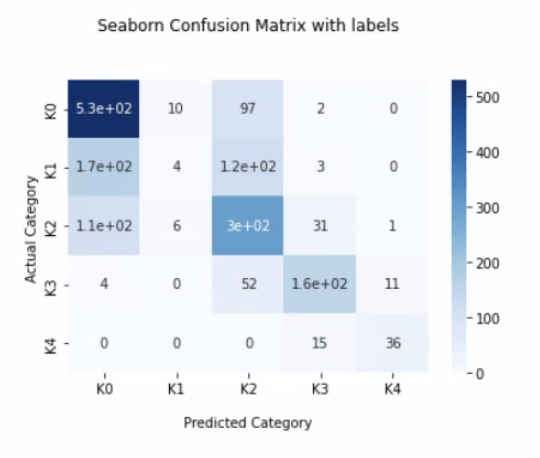 Seaborn Confusion Matrix with labels
K0 5.3e+02 10 97 2 0
K1 1.7e+02 4 1.2e+02 3 0
K2 1.1e+02 6 3e+02 31 1
K3 4 0 52 1.6e+02 11
K4 0 0 0 15 36
Actual Category
K0 K1 K2 K3 K4
Predicted Category
500
400
300
200
100
0